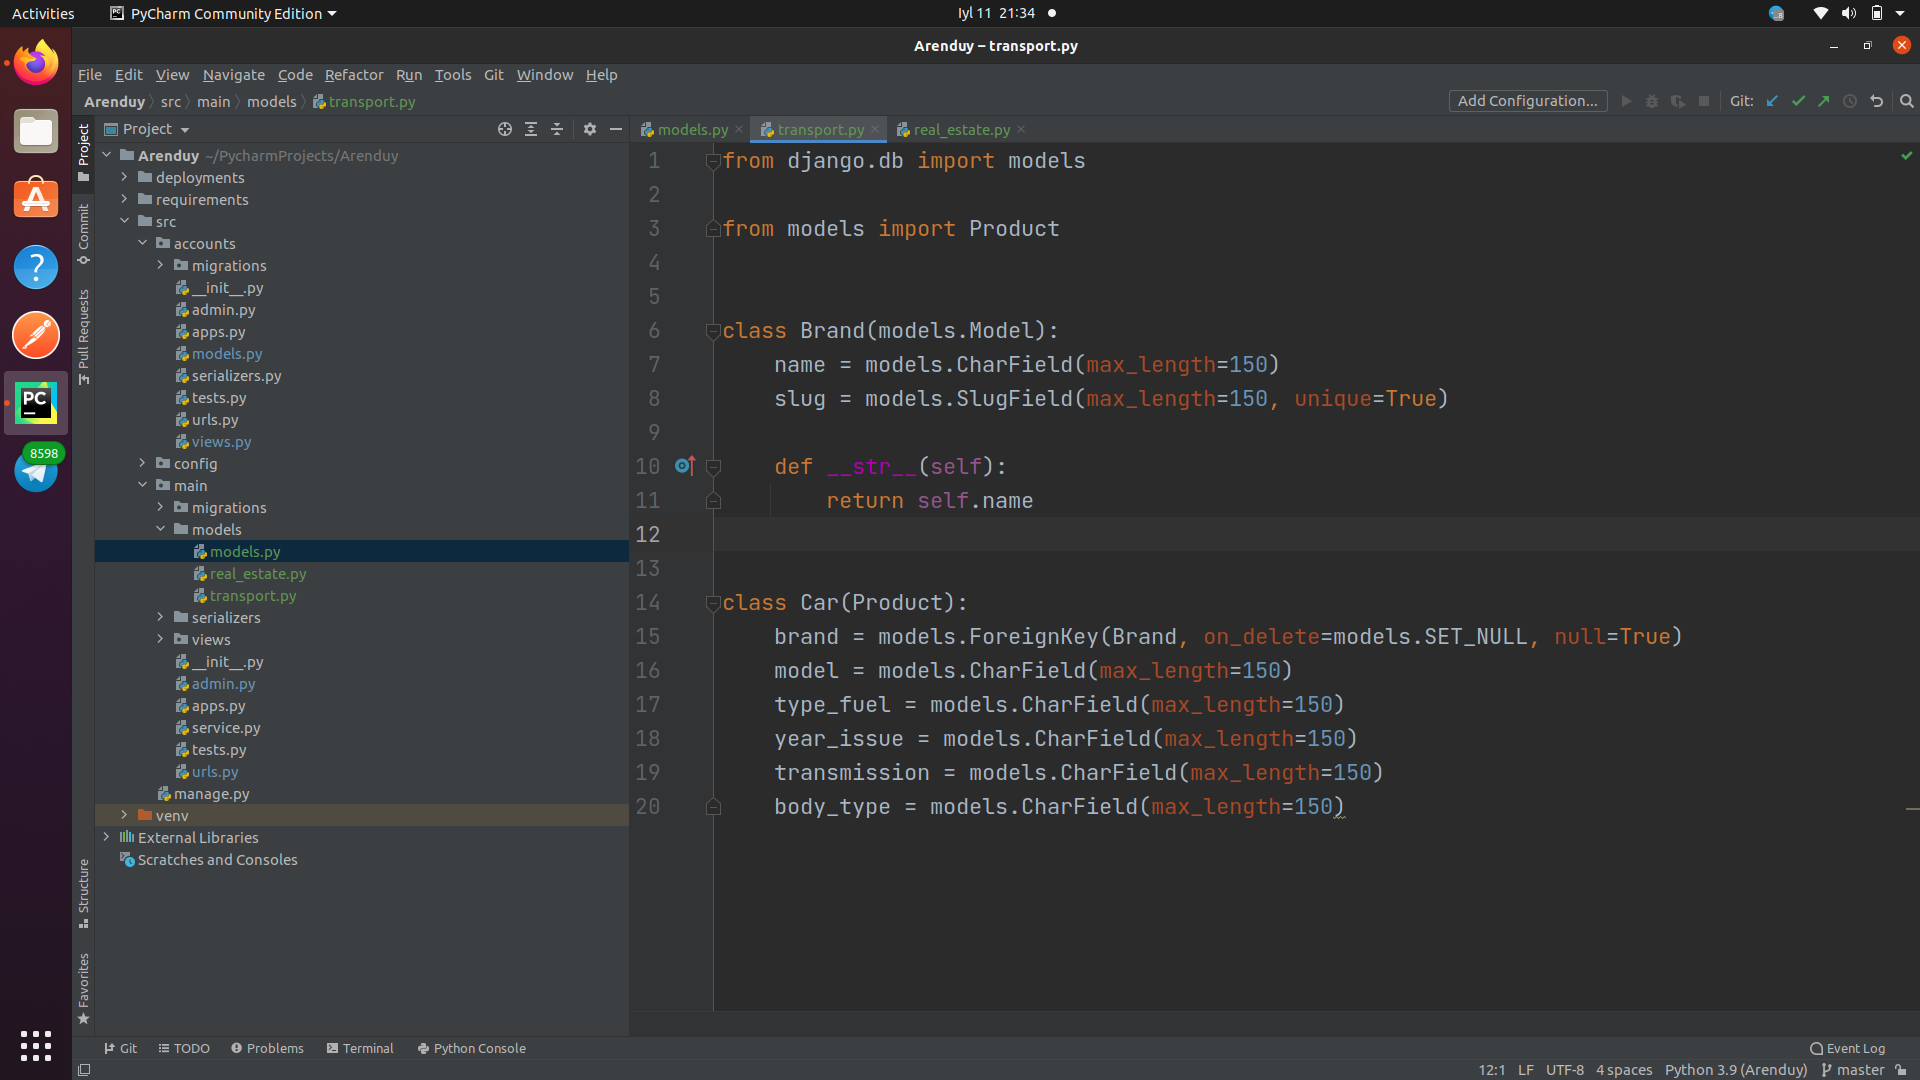 Activities PyCharm Community Edition Iyl 11 21:34
Arenduy – transport.py
File Edit View Navigate Code Refactor Run Tools Git Window Help
Arenduy src main models transport.py Add Configuration... Git:
Project models.py transport.py real_estate.py
Arenduy ~/PycharmProjects/Arenduy
deployments
requirements
src
accounts
migrations
__init__.py
admin.py
apps.py
models.py
serializers.py
tests.py
urls.py
views.py
config
main
migrations
models
models.py
real_estate.py
transport.py
serializers
views
__init__.py
admin.py
apps.py
service.py
tests.py
urls.py
manage.py
venv
External Libraries
Scratches and Consoles
Project
Commit
Pull Requests
Structure
Favorites
PC
8598
1 from django.db import models
2
3 from models import Product
4
5
6 class Brand(models.Model):
7 name = models.CharField(max_length=150)
8 slug = models.SlugField(max_length=150, unique=True)
9
10 def __str__(self):
11 return self.name
12
13
14 class Car(Product):
15 brand = models.ForeignKey(Brand, on_delete=models.SET_NULL, null=True)
16 model = models.CharField(max_length=150)
17 type_fuel = models.CharField(max_length=150)
18 year_issue = models.CharField(max_length=150)
19 transmission = models.CharField(max_length=150)
20 body_type = models.CharField(max_length=150)
Git TODO Problems Terminal Python Console Event Log
12:1 LF UTF-8 4 spaces Python 3.9 (Arenduy) master